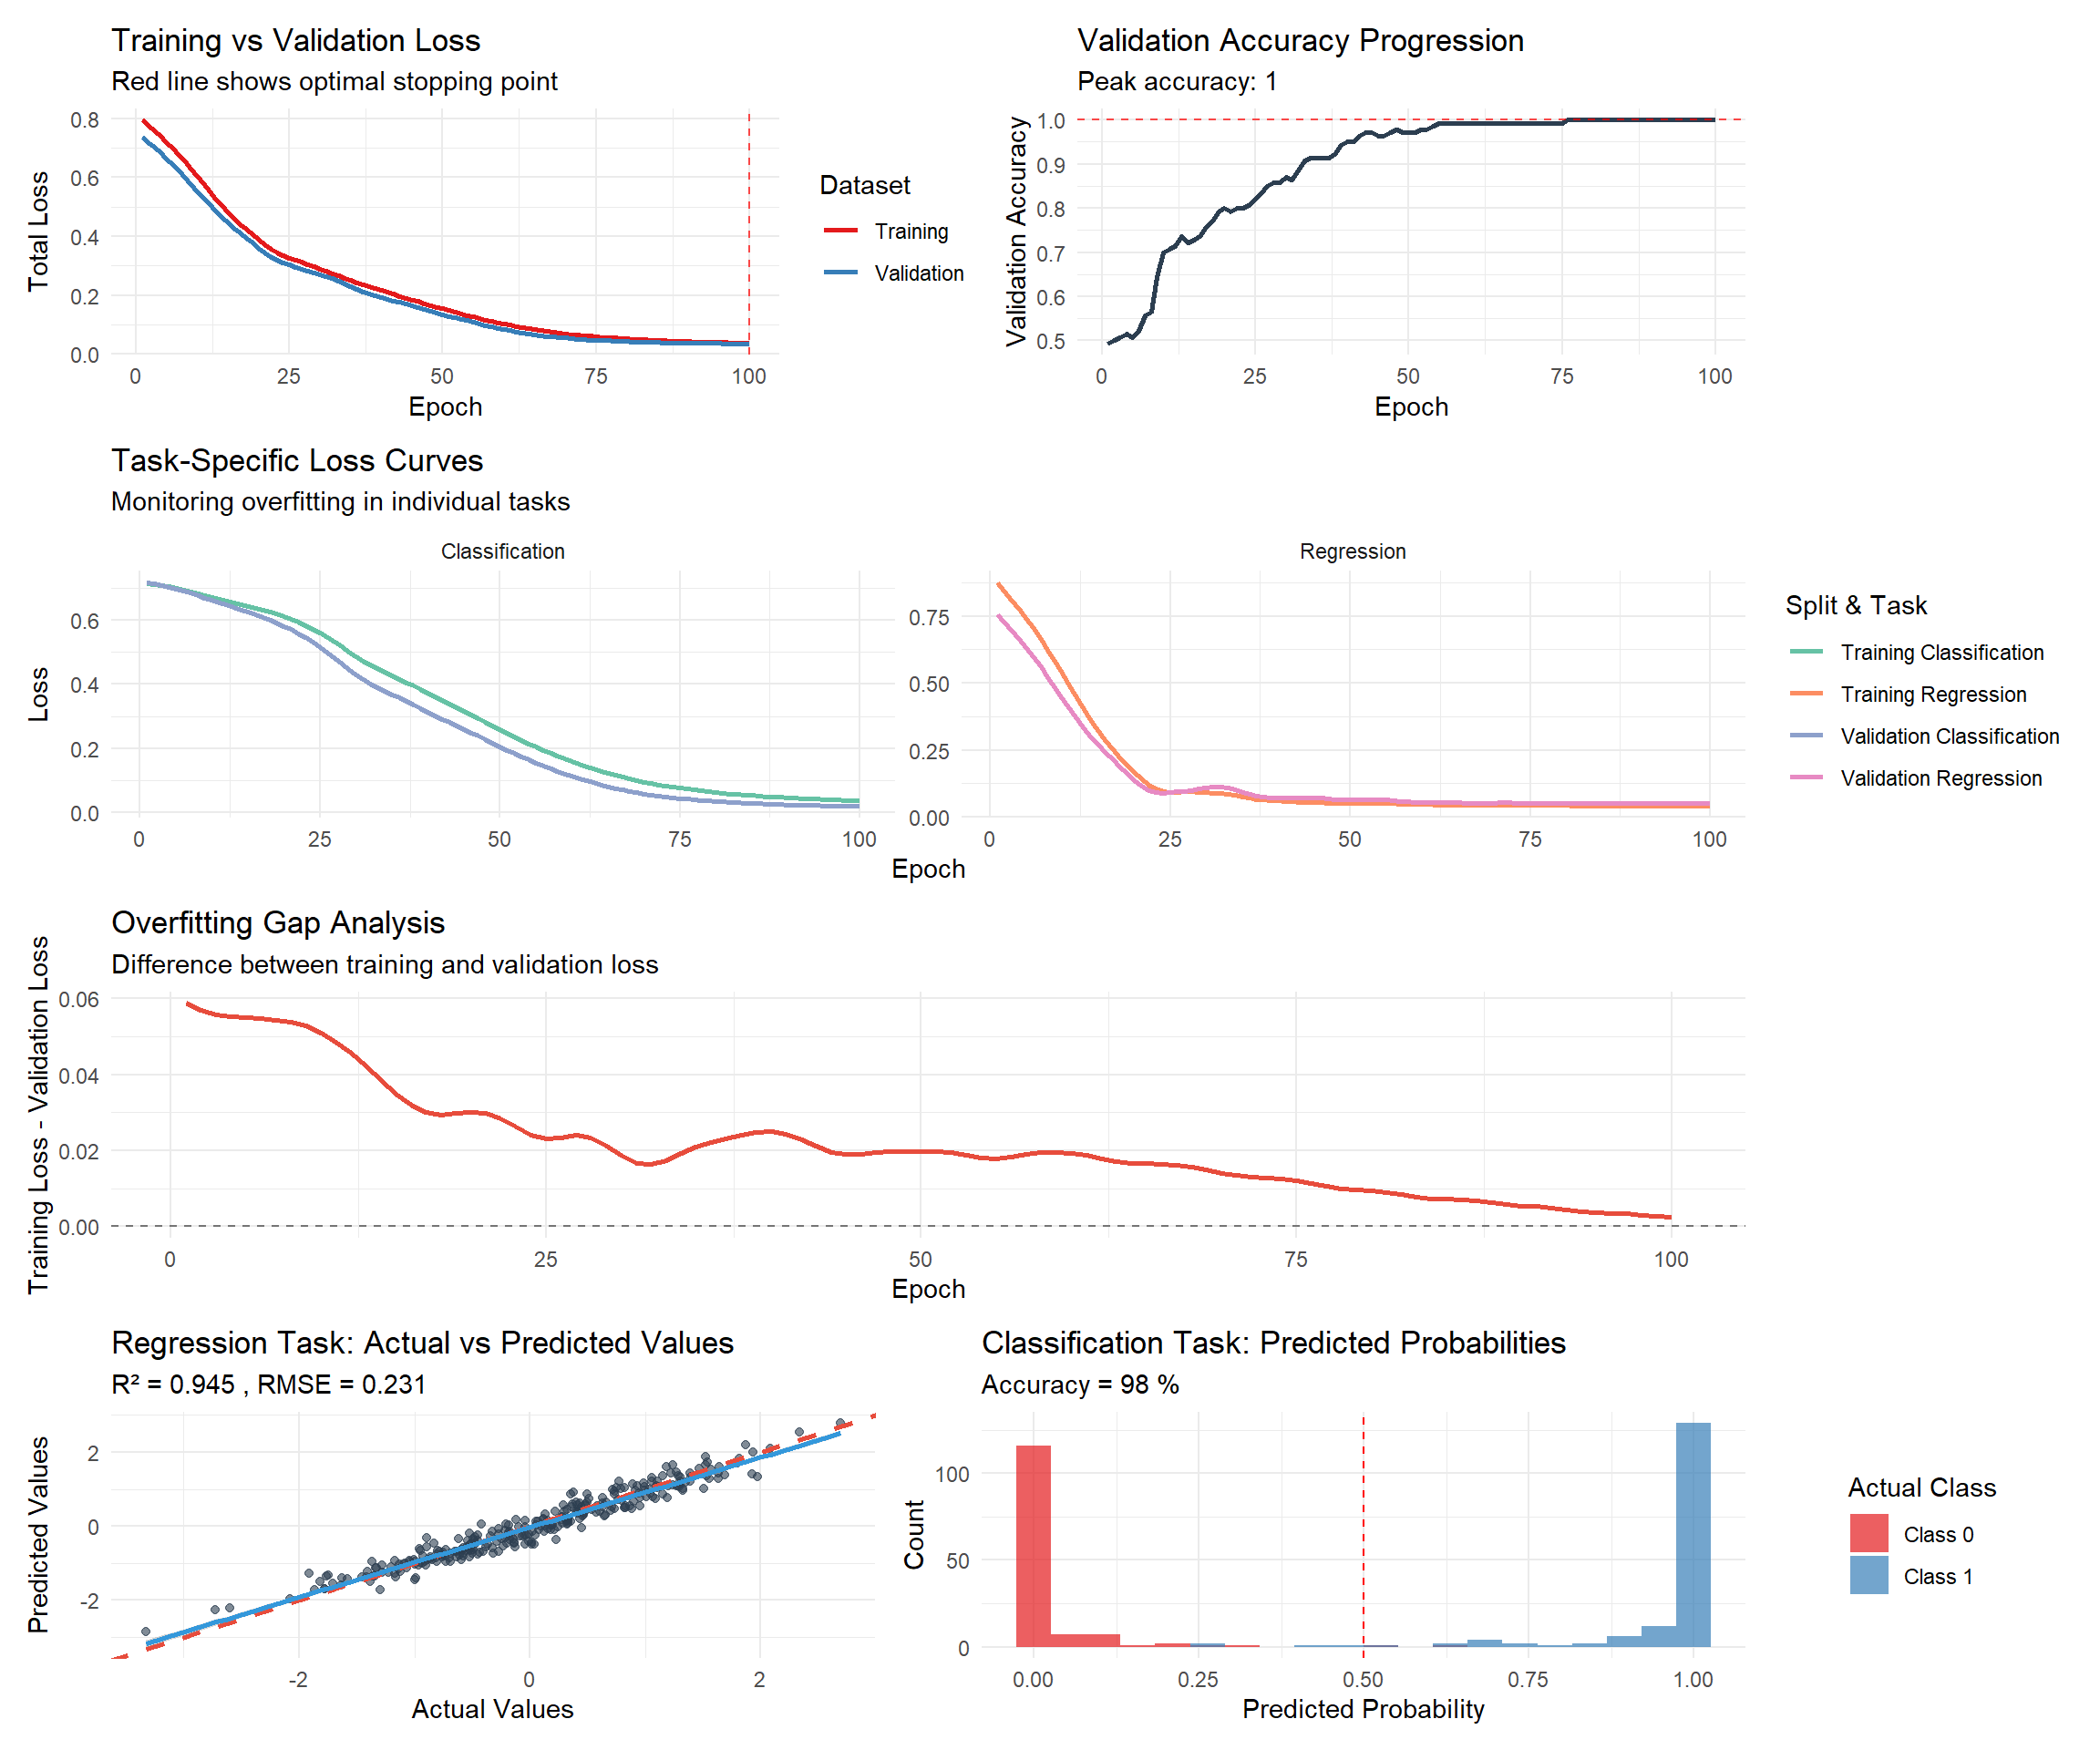 Training vs Validation Loss
Red line shows optimal stopping point
Total Loss
0.8
0.6
0.4
0.2
0.0
0 25 50 75 100
Epoch
Dataset
Training
Validation
Validation Accuracy Progression
Peak accuracy: 1
Validation Accuracy
1.0
0.9
0.8
0.7
0.6
0.5
0 25 50 75 100
Epoch
Task-Specific Loss Curves
Monitoring overfitting in individual tasks
Classification
Loss
0.6
0.4
0.2
0.0
0 25 50 75 100
Regression
0.75
0.50
0.25
0.00
0 25 50 75 100
Epoch
Split & Task
Training Classification
Training Regression
Validation Classification
Validation Regression
Overfitting Gap Analysis
Difference between training and validation loss
Training Loss - Validation Loss
0.06
0.04
0.02
0.00
0 25 50 75 100
Epoch
Regression Task: Actual vs Predicted Values
R² = 0.945 , RMSE = 0.231
Predicted Values
2
0
-2
-2 0 2
Actual Values
Classification Task: Predicted Probabilities
Accuracy = 98 %
Count
100
50
0
0.00 0.25 0.50 0.75 1.00
Predicted Probability
Actual Class
Class 0
Class 1